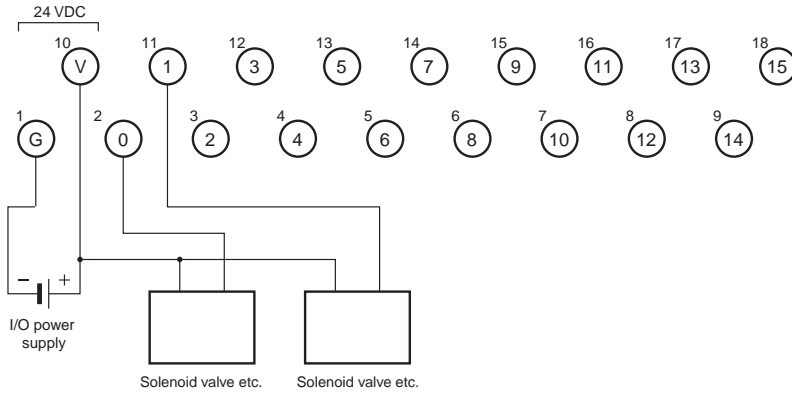 24 VDC
10 11 12 13 14 15 16 17 18
V 1 3 5 7 9 11 13 15
1 2 3 4 5 6 7 8 9
G 0 2 4 6 8 10 12 14
− +
I/O power
supply
Solenoid valve etc. Solenoid valve etc.